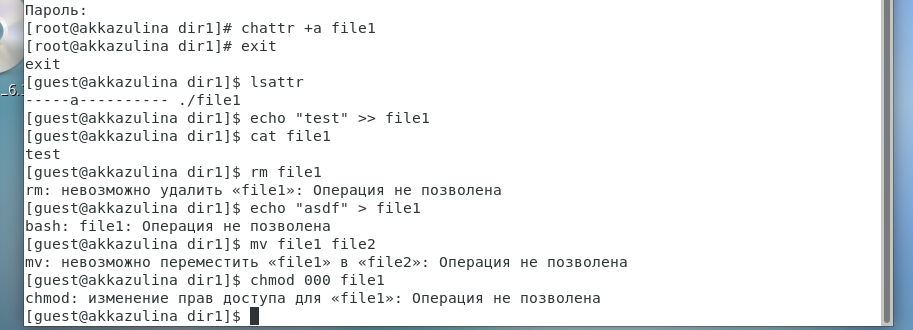 Пароль:
[root@akkazulina dir1]# chattr +a file1
[root@akkazulina dir1]# exit
exit
[guest@akkazulina dir1]$ lsattr
-----a---------- ./file1
[guest@akkazulina dir1]$ echo "test" >> file1
[guest@akkazulina dir1]$ cat file1
test
[guest@akkazulina dir1]$ rm file1
rm: невозможно удалить «file1»: Операция не позволена
[guest@akkazulina dir1]$ echo "asdf" > file1
bash: file1: Операция не позволена
[guest@akkazulina dir1]$ mv file1 file2
mv: невозможно переместить «file1» в «file2»: Операция не позволена
[guest@akkazulina dir1]$ chmod 000 file1
chmod: изменение прав доступа для «file1»: Операция не позволена
[guest@akkazulina dir1]$